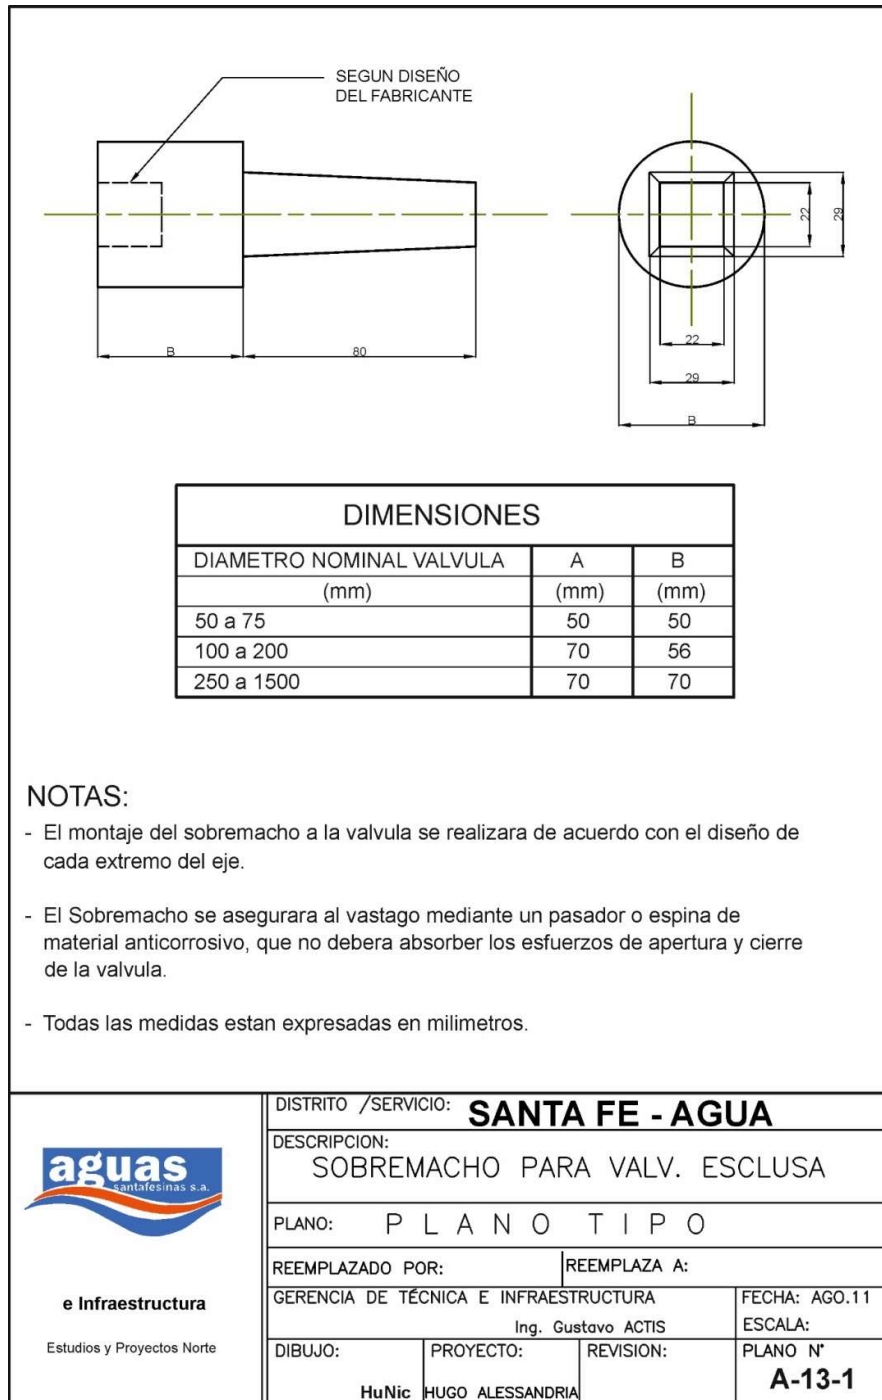 SEGUN DISEÑO
DEL FABRICANTE
B
80
22
29
22
29
B
DIMENSIONES
DIAMETRO NOMINAL VALVULA A B
(mm) (mm) (mm)
50 a 75 50 50
100 a 200 70 56
250 a 1500 70 70
NOTAS:
- El montaje del sobremacho a la valvula se realizara de acuerdo con el diseño de
cada extremo del eje.
- El Sobremacho se asegurara al vastago mediante un pasador o espina de
material anticorrosivo, que no debera absorber los esfuerzos de apertura y cierre
de la valvula.
- Todas las medidas estan expresadas en milimetros.
aguas
santafesinas s.a.
e Infraestructura
Estudios y Proyectos Norte
DISTRITO /SERVICIO: SANTA FE - AGUA
DESCRIPCION:
SOBREMACHO PARA VALV. ESCLUSA
PLANO: PLANO TIPO
REEMPLAZADO POR: REEMPLAZA A:
GERENCIA DE TÉCNICA E INFRAESTRUCTURA
Ing. Gustavo ACTIS
FECHA: AGO.11
ESCALA:
DIBUJO: PROYECTO: REVISION: PLANO N°
HuNic HUGO ALESSANDRIA A-13-1